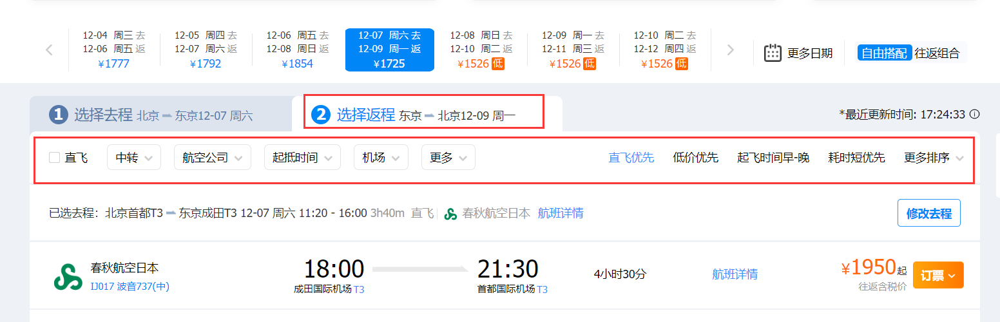 12-04 周三 去
12-06 周五 返
¥1777
12-05 周四 去
12-07 周六 返
¥1792
12-06 周五 去
12-08 周日 返
¥1854
12-07 周六 去
12-09 周一 返
¥1725
12-08 周日 去
12-10 周二 返
¥1526 低
12-09 周一 去
12-11 周三 返
¥1526 低
12-10 周二 去
12-12 周四 返
¥1526 低
更多日期
自由搭配 往返组合
1 选择去程 北京 东京12-07 周六
2 选择返程 东京 北京12-09 周一
*最近更新时间: 17:24:33
直飞 中转 航空公司 起抵时间 机场 更多 直飞优先 低价优先 起飞时间早-晚 耗时短优先 更多排序
已选去程: 北京首都T3 东京成田T3 12-07 周六 11:20 - 16:00 3h40m 直飞 春秋航空日本 航班详情 修改去程
春秋航空日本
IJ017 波音737(中)
18:00
成田国际机场 T3
21:30
首都国际机场 T3
4小时30分
航班详情
¥1950起
往返含税价
订票